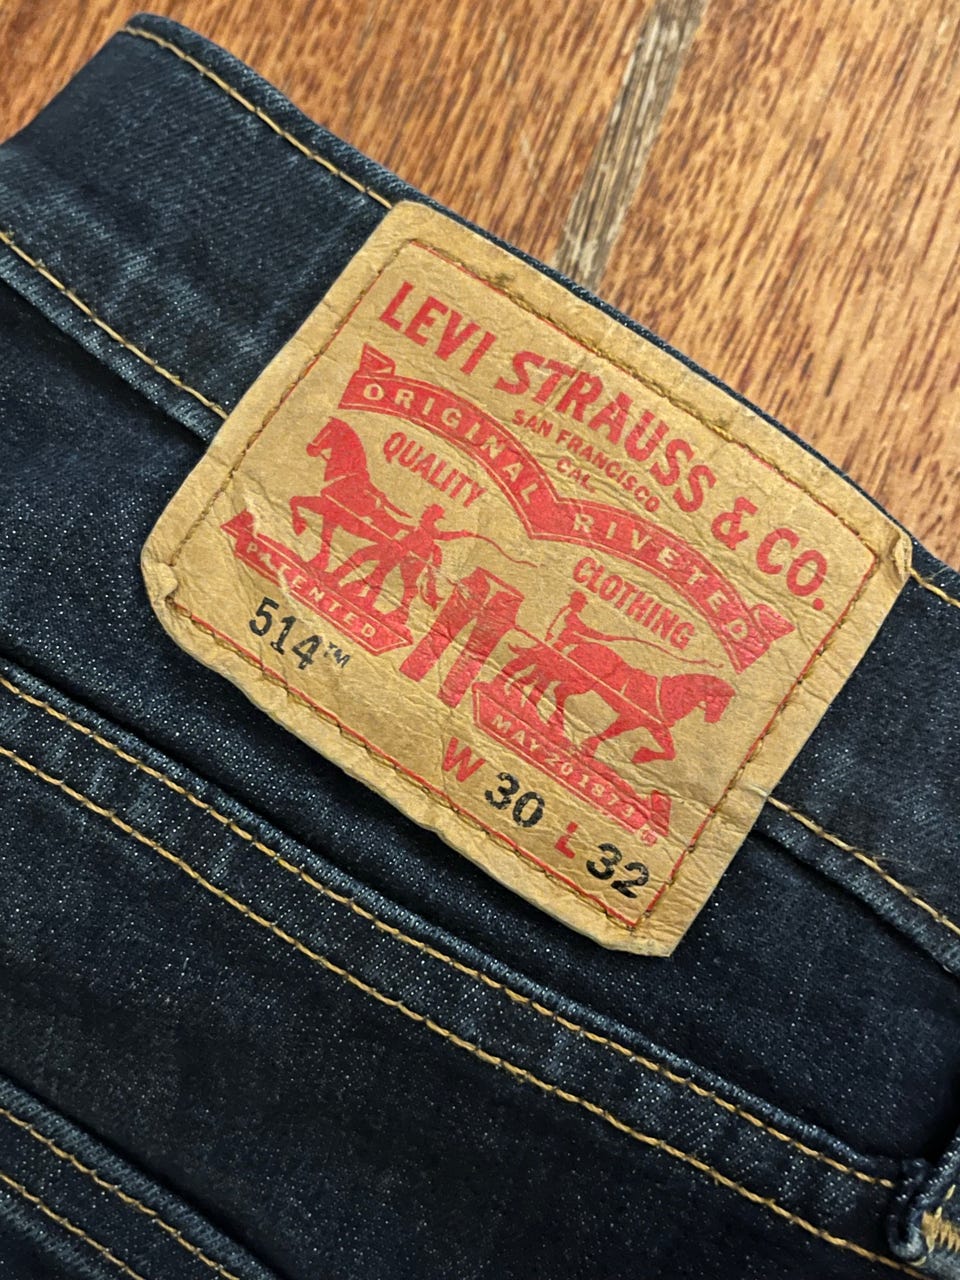 LEVI STRAUSS & CO.
SAN FRANCISCO
CAL
ORIGINAL RIVETED
QUALITY CLOTHING
PATENTED
MAY 20 1873
514™
W 30 L 32